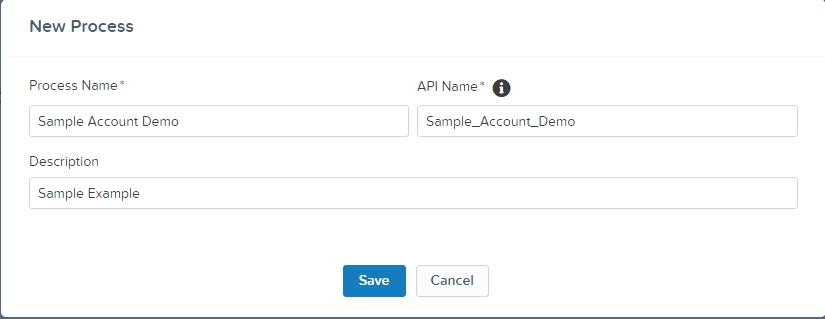 New Process
Process Name*
API Name*
Sample Account Demo
Sample_Account_Demo
Description
Sample Example
Save
Cancel